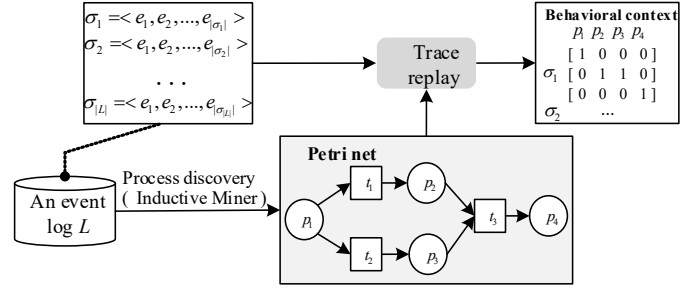 σ₁ =< e₁, e₂, ..., e|σ₁| >
σ₂ =< e₁, e₂, ..., e|σ₂| >
...
σ|L| =< e₁, e₂, ..., e|σ|L|| >
Trace
replay
Behavioral context
p₁ p₂ p₃ p₄
[ 1 0 0 0 ]
σ₁ [ 0 1 1 0 ]
[ 0 0 0 1 ]
σ₂ ...
An event
log L
Process discovery
( Inductive Miner)
Petri net
t₁ p₂
p₁ t₃ p₄
t₂ p₃